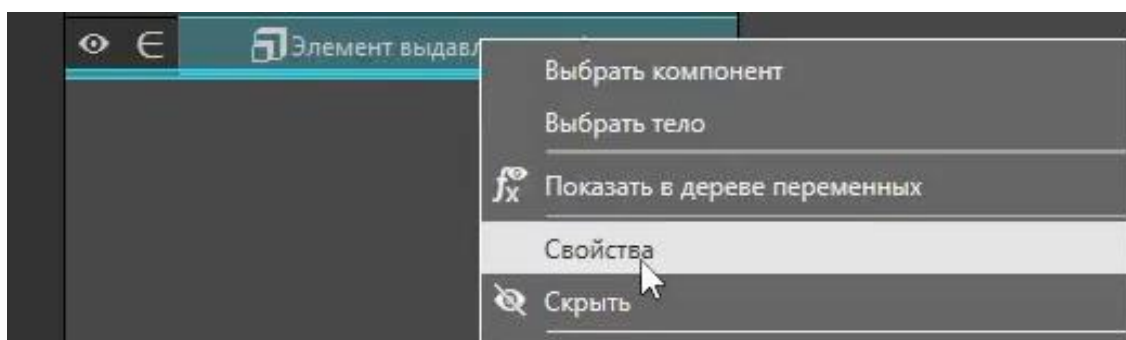 Элемент выдавл
Выбрать компонент
Выбрать тело
Показать в дереве переменных
Свойства
Скрыть